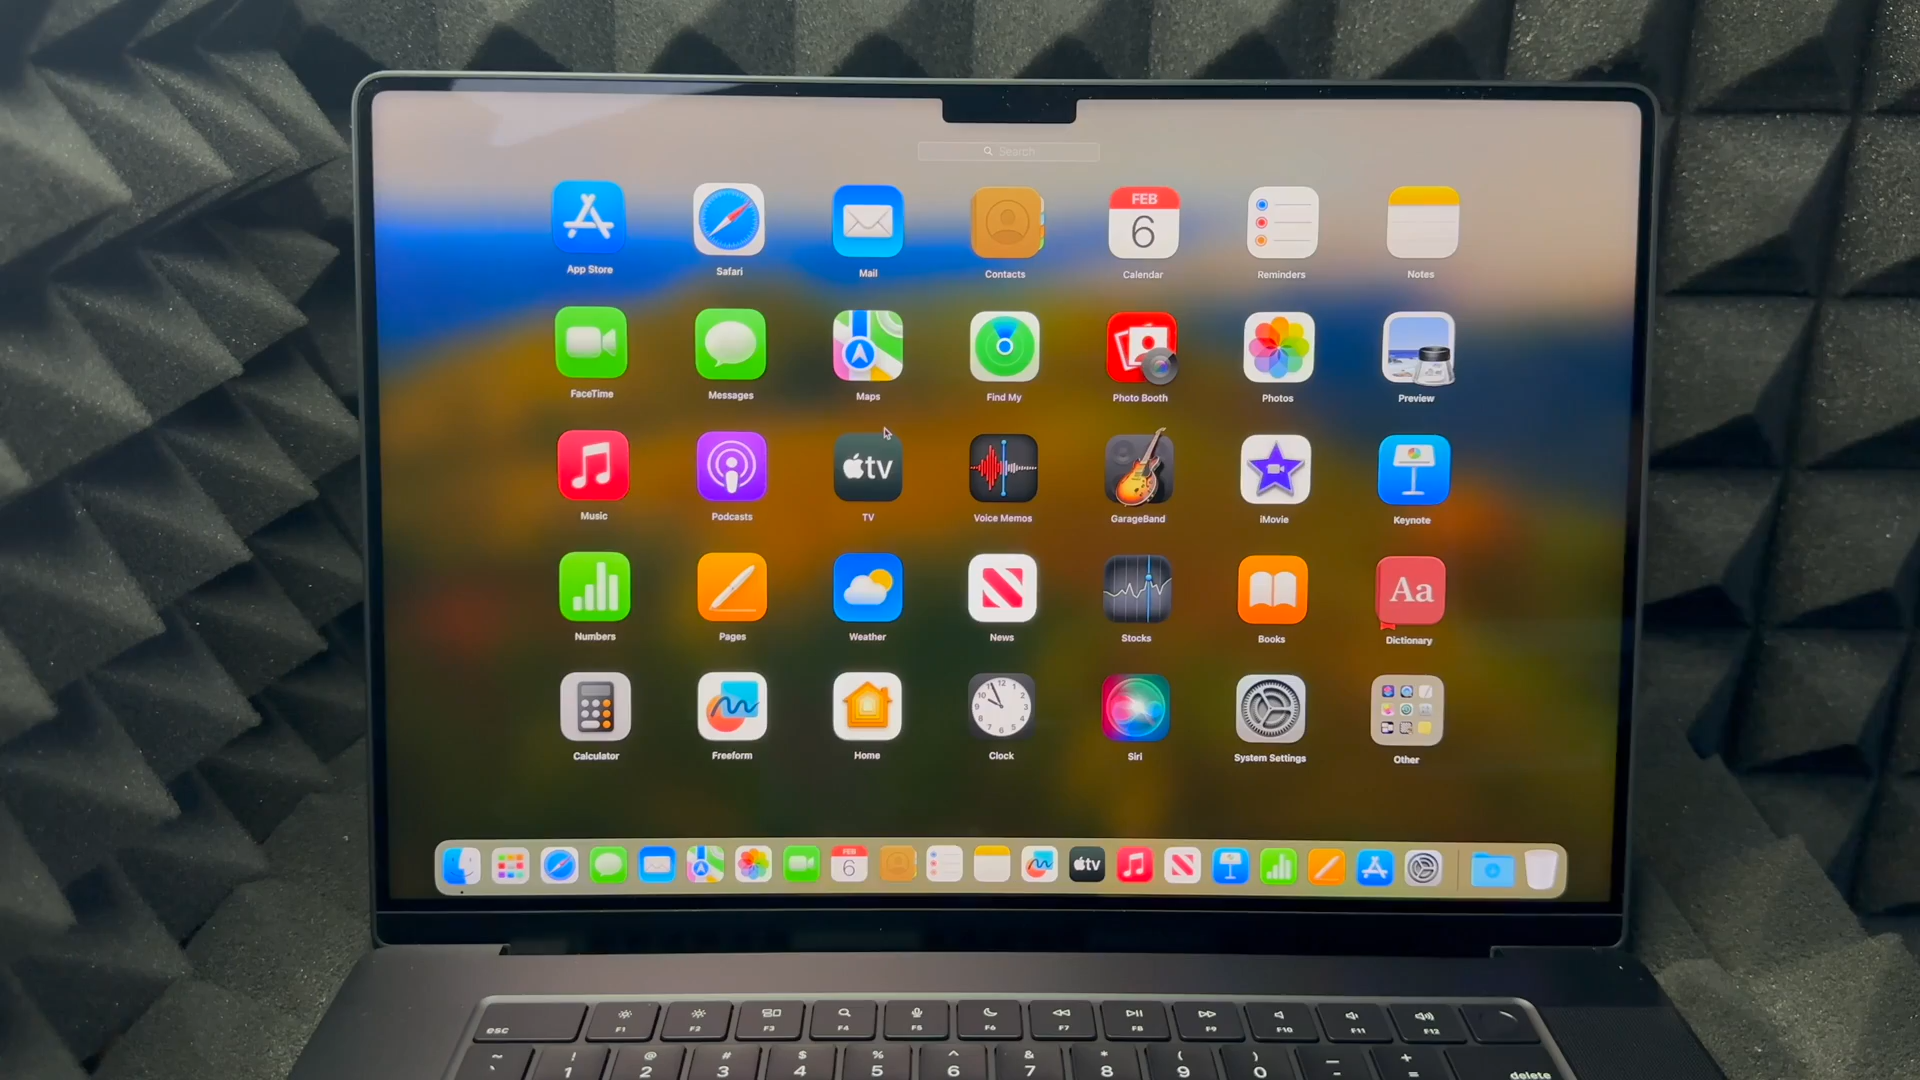 Search
App Store
Safari
Mail
Contacts
FEB
6
Calendar
Reminders
Notes
FaceTime
Messages
Maps
Find My
Photo Booth
Photos
Preview
Music
Podcasts
tv
TV
Voice Memos
GarageBand
iMovie
Keynote
Numbers
Pages
Weather
News
Stocks
Books
Aa
Dictionary
Calculator
Freeform
Home
Clock
Siri
System Settings
Other
FEB
6
tv
esc F1 F2 F3 F4 F5 F6 F7 F8 F9 F10 F11 F12
~ ! @ # $ % ^ & * ( ) _ +
` 1 2 3 4 5 6 7 8 9 0 - = delete